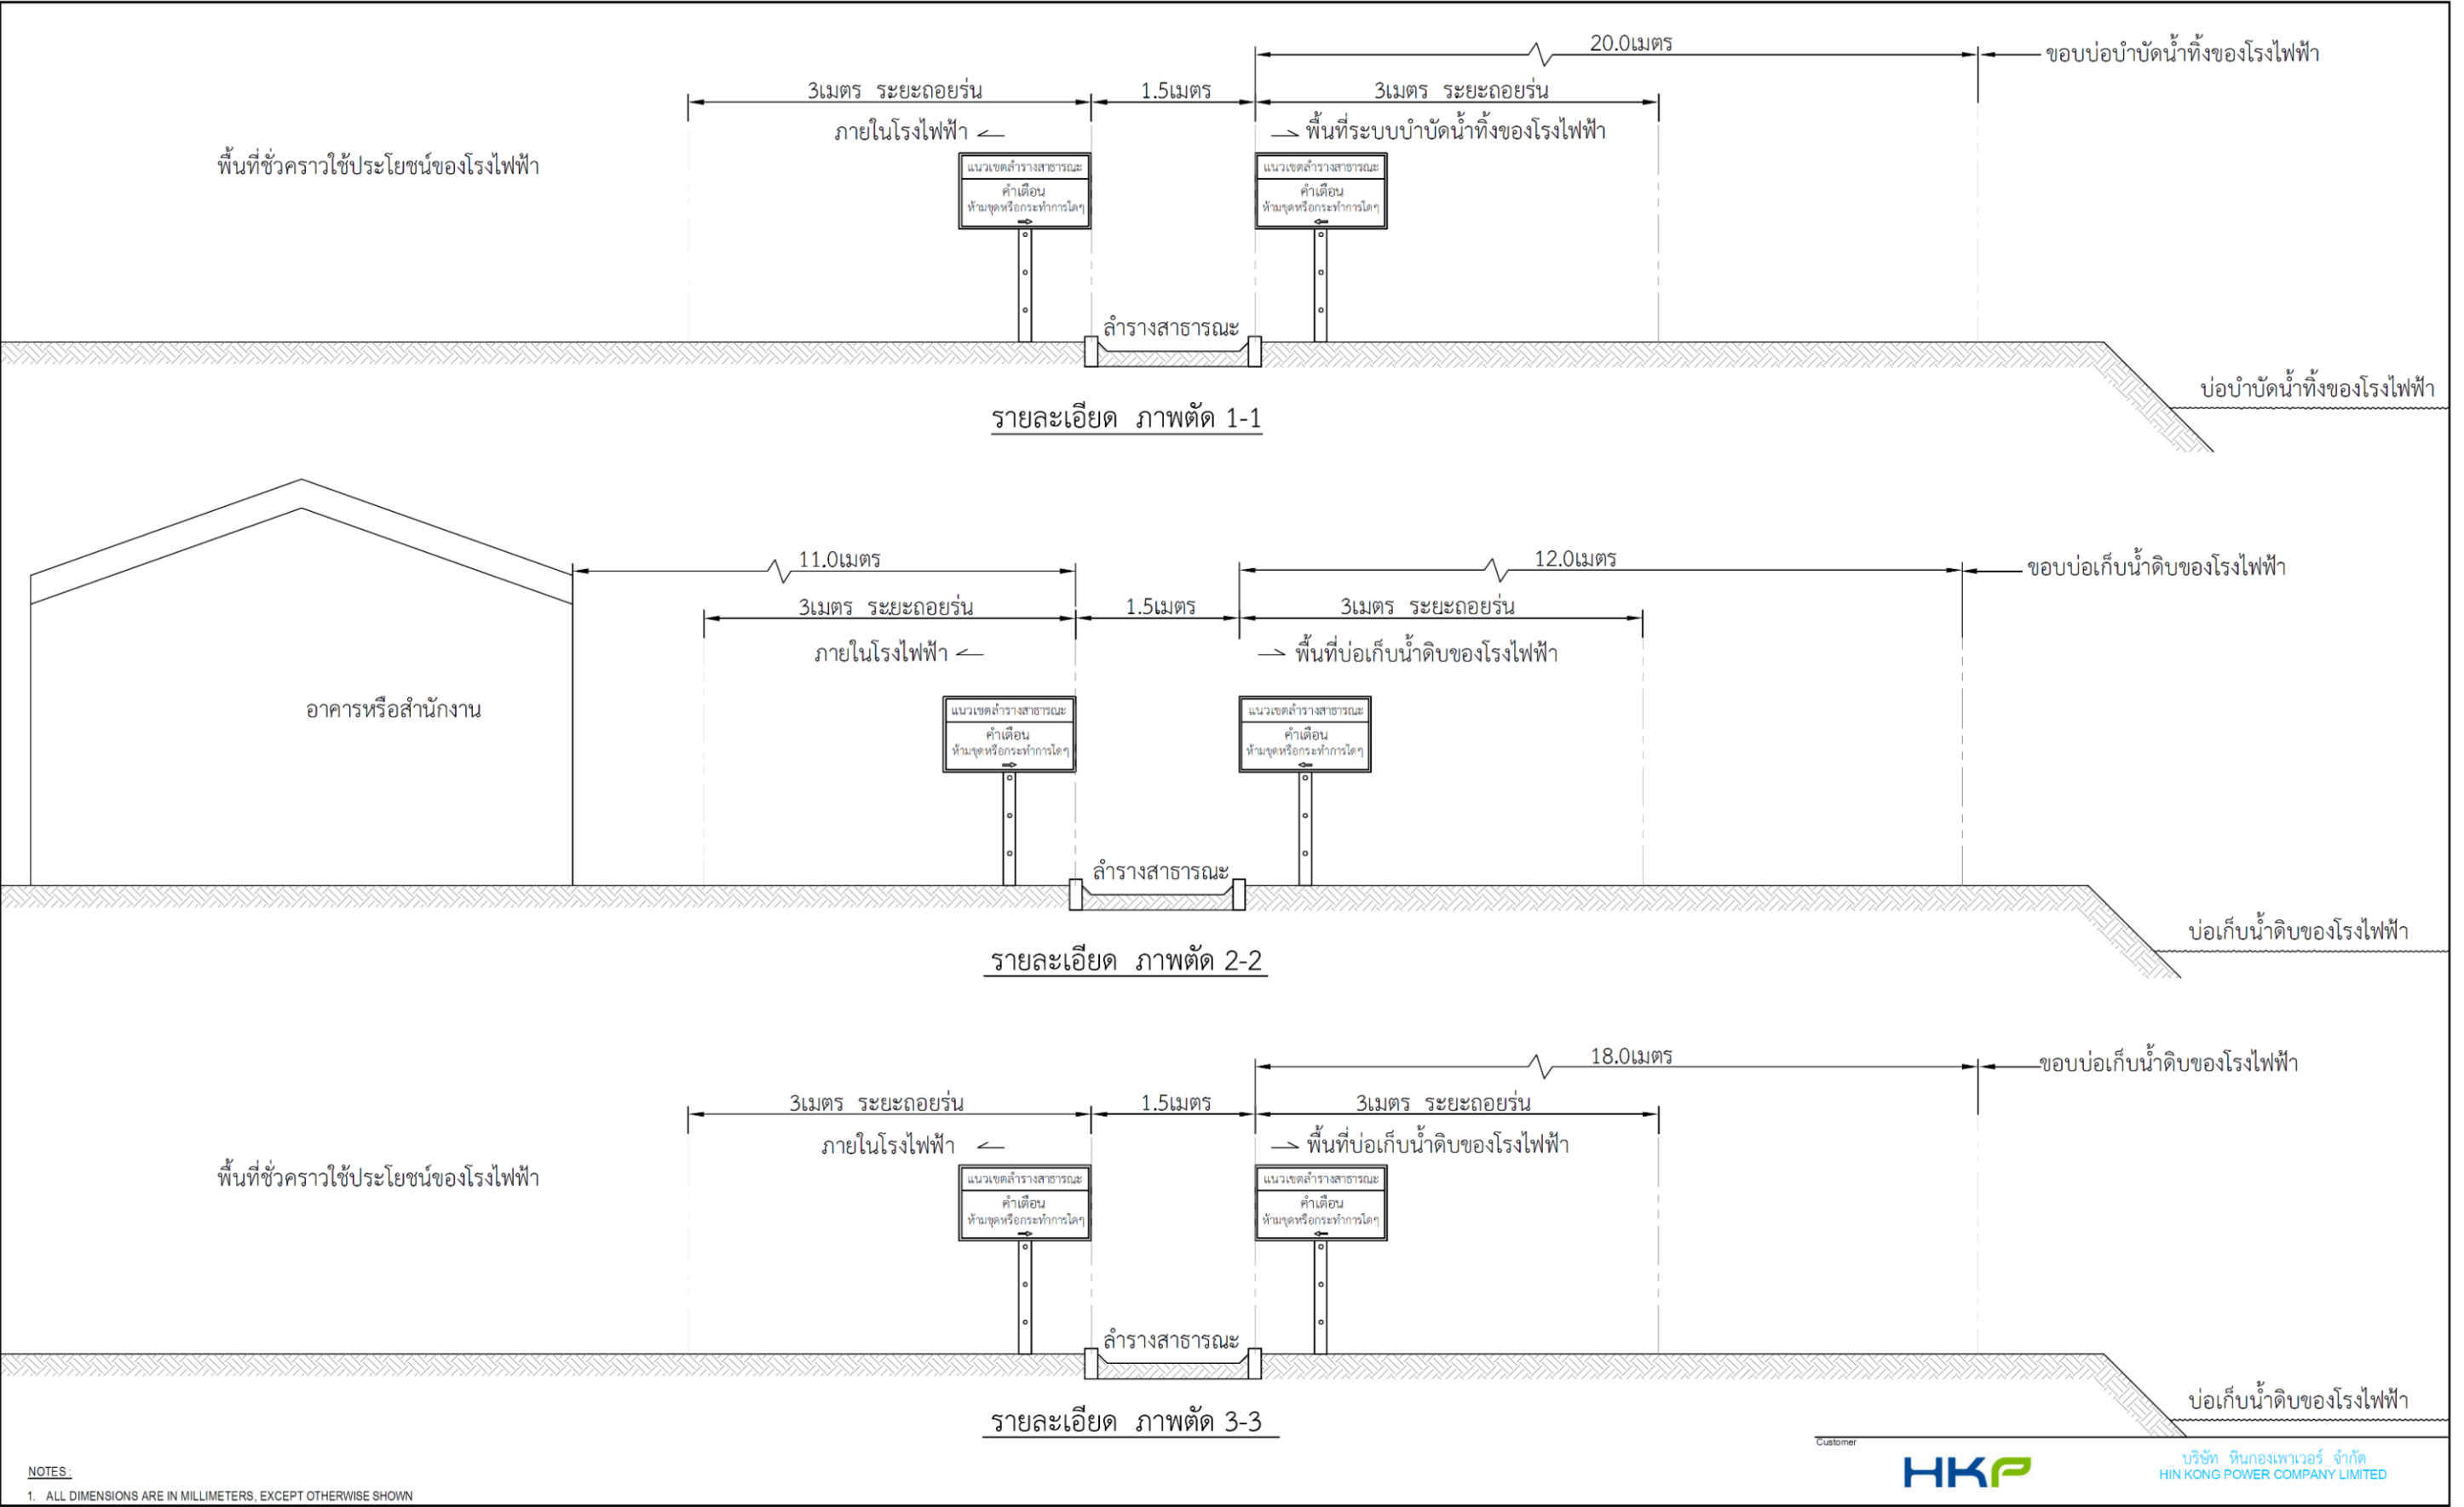 20.0เมตร
ขอบบ่อบำบัดน้ำทิ้งของโรงไฟฟ้า
3เมตร ระยะถอยร่น
1.5เมตร
3เมตร ระยะถอยร่น
ภายในโรงไฟฟ้า
พื้นที่ระบบบำบัดน้ำทิ้งของโรงไฟฟ้า
พื้นที่ชั่วคราวใช้ประโยชน์ของโรงไฟฟ้า
แนวเขตลำรางสาธารณะ
คำเตือน
ห้ามขุดหรือกระทำการใดๆ
แนวเขตลำรางสาธารณะ
คำเตือน
ห้ามขุดหรือกระทำการใดๆ
ลำรางสาธารณะ
บ่อบำบัดน้ำทิ้งของโรงไฟฟ้า
รายละเอียด ภาพตัด 1-1
11.0เมตร
12.0เมตร
ขอบบ่อเก็บน้ำดิบของโรงไฟฟ้า
3เมตร ระยะถอยร่น
1.5เมตร
3เมตร ระยะถอยร่น
ภายในโรงไฟฟ้า
พื้นที่บ่อเก็บน้ำดิบของโรงไฟฟ้า
อาคารหรือสำนักงาน
แนวเขตลำรางสาธารณะ
คำเตือน
ห้ามขุดหรือกระทำการใดๆ
แนวเขตลำรางสาธารณะ
คำเตือน
ห้ามขุดหรือกระทำการใดๆ
ลำรางสาธารณะ
บ่อเก็บน้ำดิบของโรงไฟฟ้า
รายละเอียด ภาพตัด 2-2
18.0เมตร
ขอบบ่อเก็บน้ำดิบของโรงไฟฟ้า
3เมตร ระยะถอยร่น
1.5เมตร
3เมตร ระยะถอยร่น
ภายในโรงไฟฟ้า
พื้นที่บ่อเก็บน้ำดิบของโรงไฟฟ้า
พื้นที่ชั่วคราวใช้ประโยชน์ของโรงไฟฟ้า
แนวเขตลำรางสาธารณะ
คำเตือน
ห้ามขุดหรือกระทำการใดๆ
แนวเขตลำรางสาธารณะ
คำเตือน
ห้ามขุดหรือกระทำการใดๆ
ลำรางสาธารณะ
บ่อเก็บน้ำดิบของโรงไฟฟ้า
รายละเอียด ภาพตัด 3-3
NOTES :
1. ALL DIMENSIONS ARE IN MILLIMETERS, EXCEPT OTHERWISE SHOWN
Customer
HKP
บริษัท หินกองเพาเวอร์ จำกัด
HIN KONG POWER COMPANY LIMITED